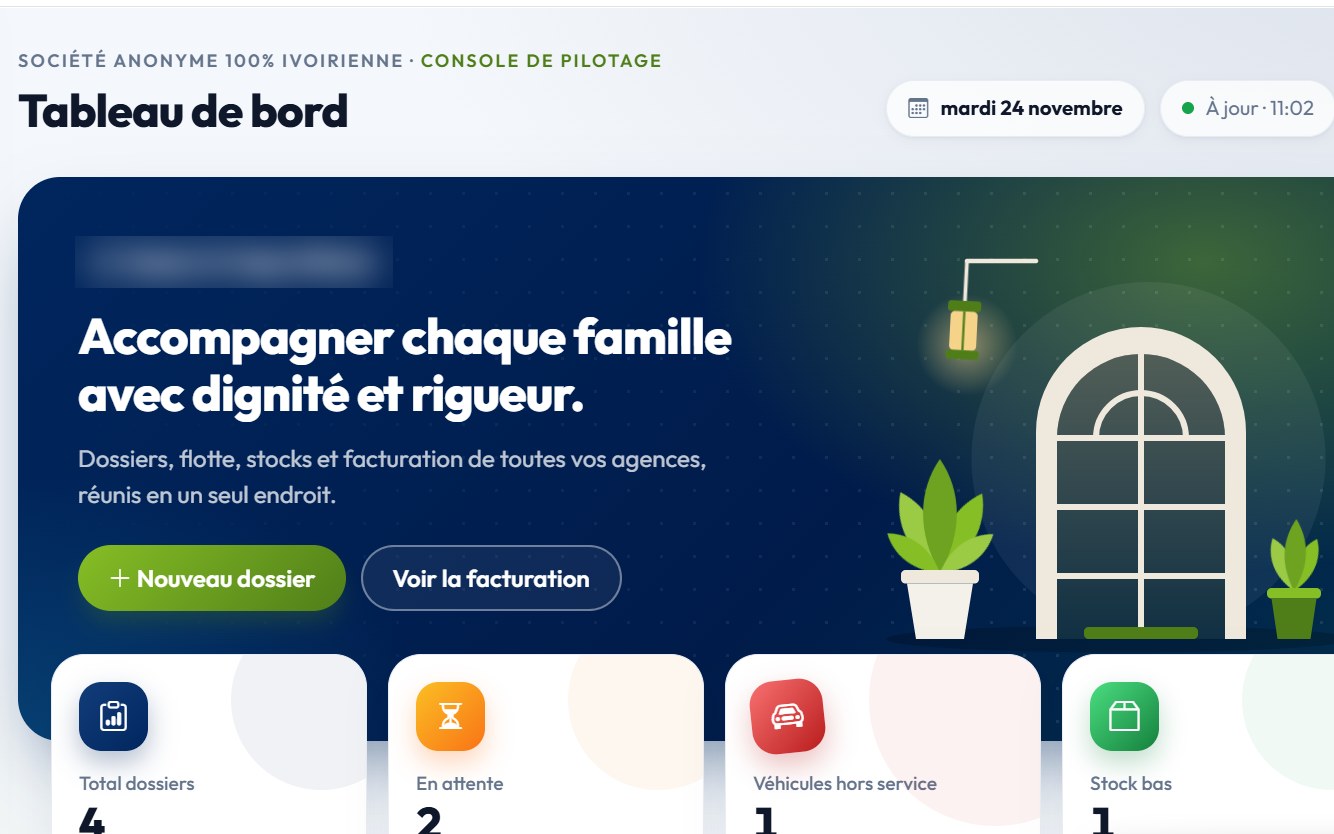 SOCIÉTÉ ANONYME 100% IVOIRIENNE · CONSOLE DE PILOTAGE
Tableau de bord
mardi 24 novembre
À jour · 11:02
Accompagner chaque famille
avec dignité et rigueur.
Dossiers, flotte, stocks et facturation de toutes vos agences,
réunis en un seul endroit.
+ Nouveau dossier
Voir la facturation
Total dossiers
4
En attente
2
Véhicules hors service
1
Stock bas
1